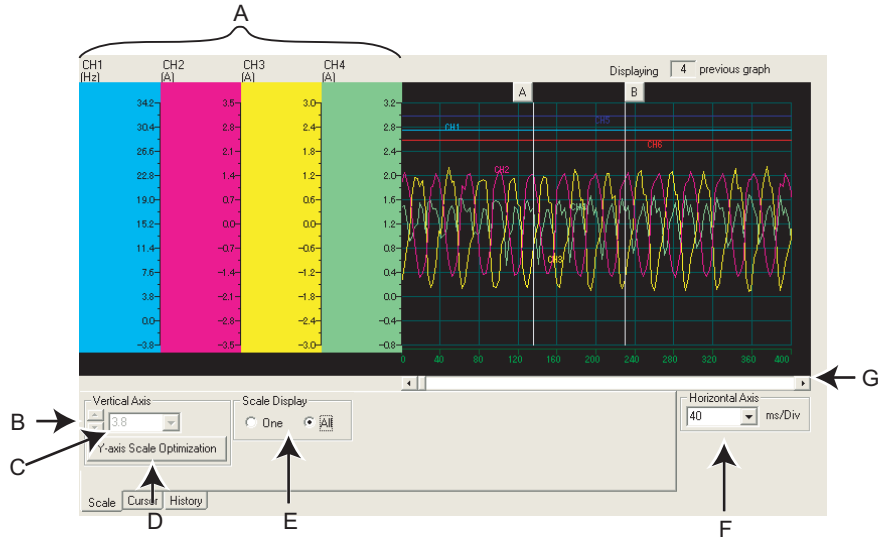 A
CH1 CH2 CH3 CH4
(Hz) (A) (A) (A)
Displaying 4 previous graph
A B
34.2 3.5 3.0 3.2
30.4 2.8 2.4 2.8
26.6 2.1 1.8 2.4
22.8 1.4 1.2 2.0
19.0 0.7 0.6 1.6
15.2 0.0 0.0 1.2
11.4 -0.7 -0.6 0.8
7.6 -1.4 -1.2 0.4
3.8 -2.1 -1.8 0.0
0.0 -2.8 -2.4 -0.4
-3.8 -3.5 -3.0 -0.8
CH5
CH1
CH6
CH2
CH3
0 40 80 120 160 200 240 280 320 360 400
G
Vertical Axis
B
3.8
C
Y-axis Scale Optimization
Scale Display
One All
Horizontal Axis
40 ms/Div
Scale Cursor History
D E F